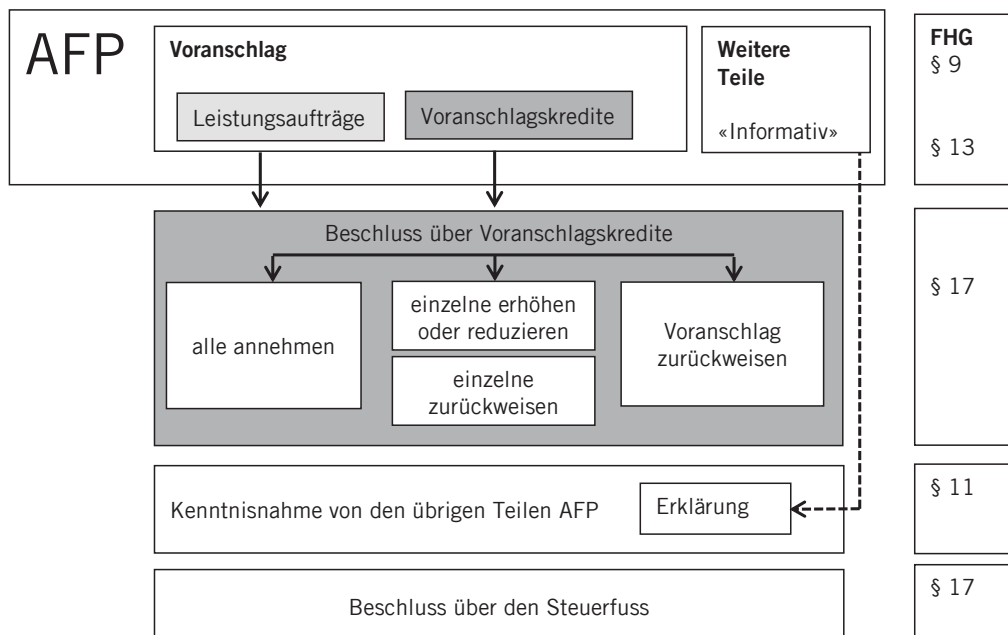 AFP
Voranschlag
Leistungsaufträge
Voranschlagskredite
Weitere
Teile
«Informativ»
FHG
§ 9
§ 13
Beschluss über Voranschlagskredite
alle annehmen
einzelne erhöhen
oder reduzieren
einzelne
zurückweisen
Voranschlag
zurückweisen
§ 17
Kenntnisnahme von den übrigen Teilen AFP
Erklärung
§ 11
Beschluss über den Steuerfuss
§ 17